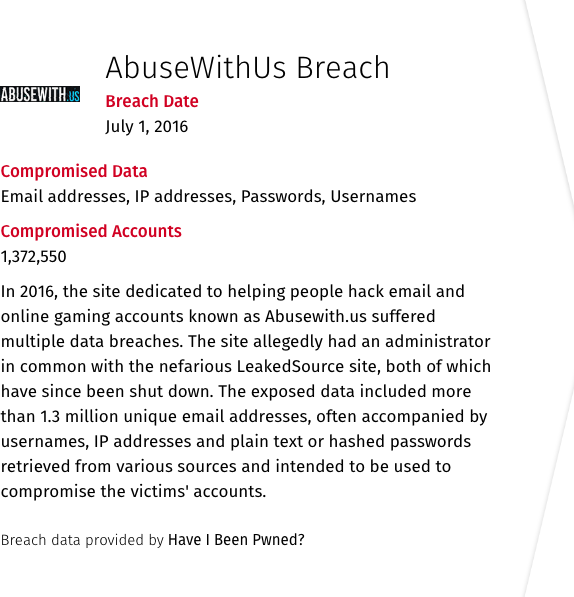 AbuseWithUs Breach
ABUSEWITH.US
Breach Date
July 1, 2016
Compromised Data
Email addresses, IP addresses, Passwords, Usernames
Compromised Accounts
1,372,550
In 2016, the site dedicated to helping people hack email and
online gaming accounts known as Abusewith.us suffered
multiple data breaches. The site allegedly had an administrator
in common with the nefarious LeakedSource site, both of which
have since been shut down. The exposed data included more
than 1.3 million unique email addresses, often accompanied by
usernames, IP addresses and plain text or hashed passwords
retrieved from various sources and intended to be used to
compromise the victims' accounts.
Breach data provided by Have I Been Pwned?